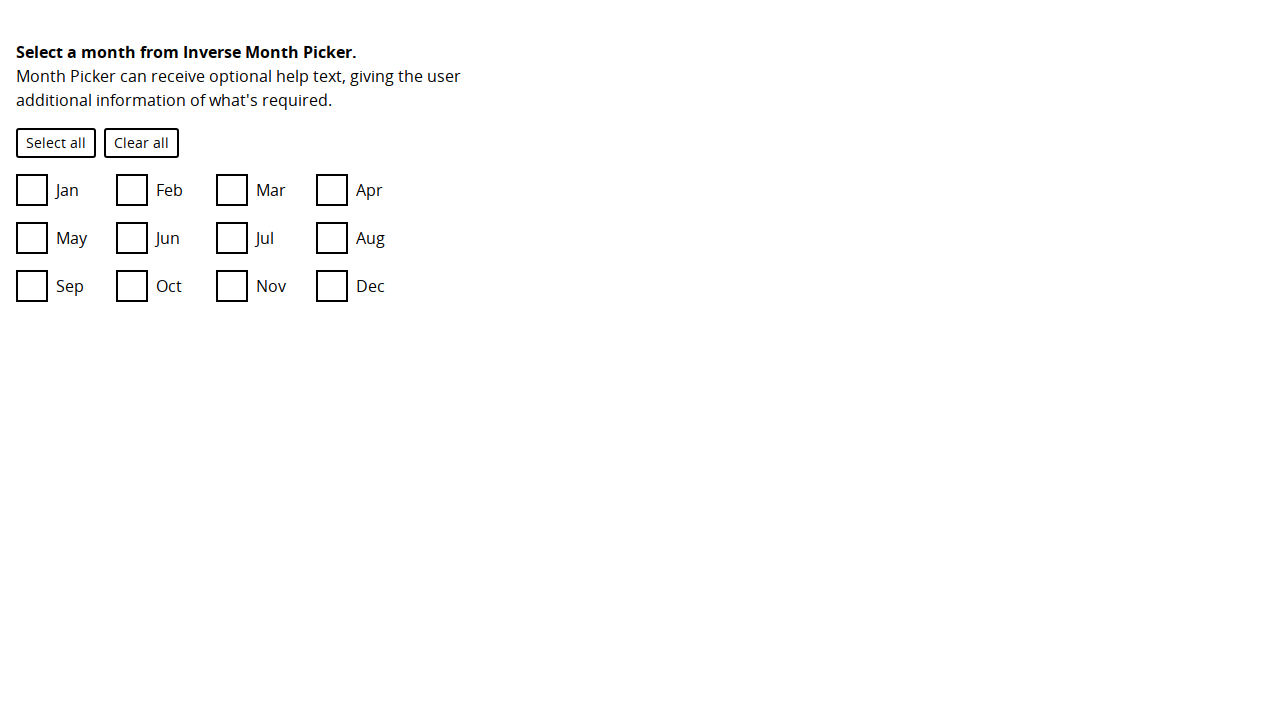 Select a month from Inverse Month Picker.
Month Picker can receive optional help text, giving the user
additional information of what's required.
Select all Clear all
Jan Feb Mar Apr
May Jun Jul Aug
Sep Oct Nov Dec